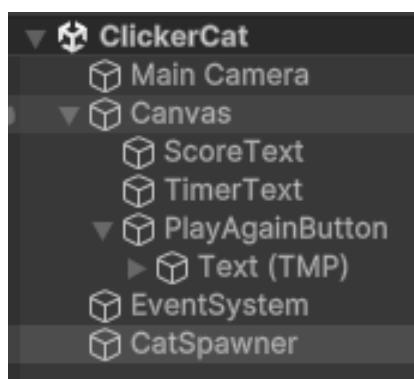 ClickerCat
Main Camera
Canvas
ScoreText
TimerText
PlayAgainButton
Text (TMP)
EventSystem
CatSpawner